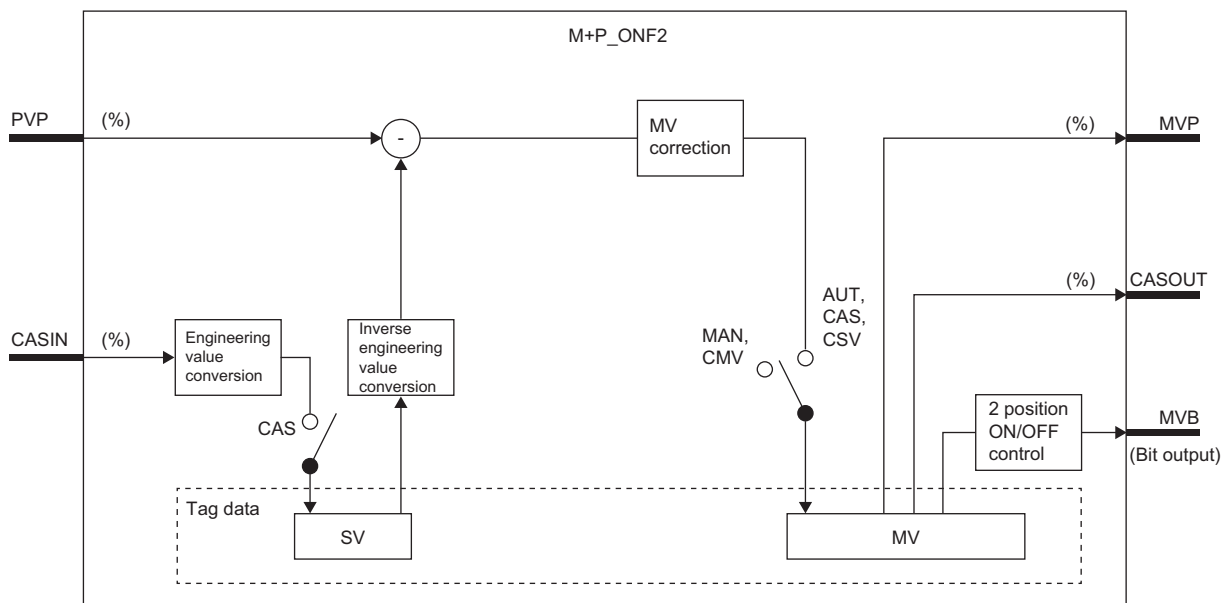 M+P_ONF2
PVP
(%)
-
MV
correction
(%)
MVP
CASIN
(%)
Engineering
value
conversion
CAS
Inverse
engineering
value
conversion
MAN,
CMV
AUT,
CAS,
CSV
(%)
CASOUT
2 position
ON/OFF
control
MVB
(Bit output)
Tag data
SV
MV